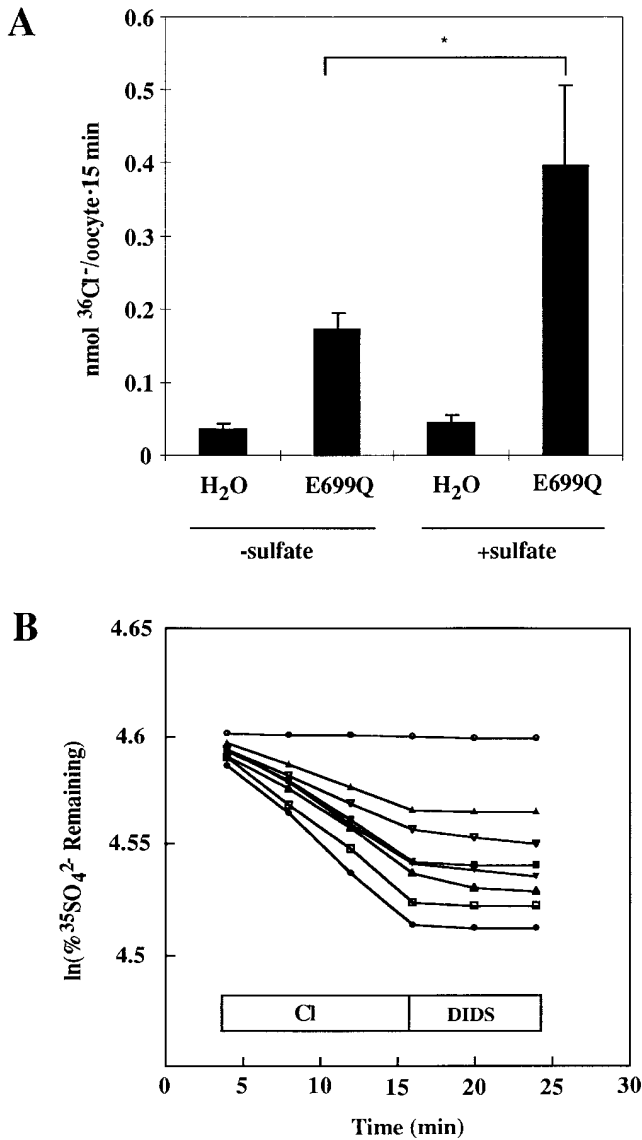 A
0.6
0.5
0.4
0.3
0.2
0.1
0
nmol ³⁶Cl⁻/oocyte·15 min
*
H₂O
E699Q
H₂O
E699Q
-sulfate
+sulfate
B
4.65
4.6
4.55
4.5
ln(%³⁵SO₄²⁻ Remaining)
Cl
DIDS
0
5
10
15
20
25
30
Time (min)